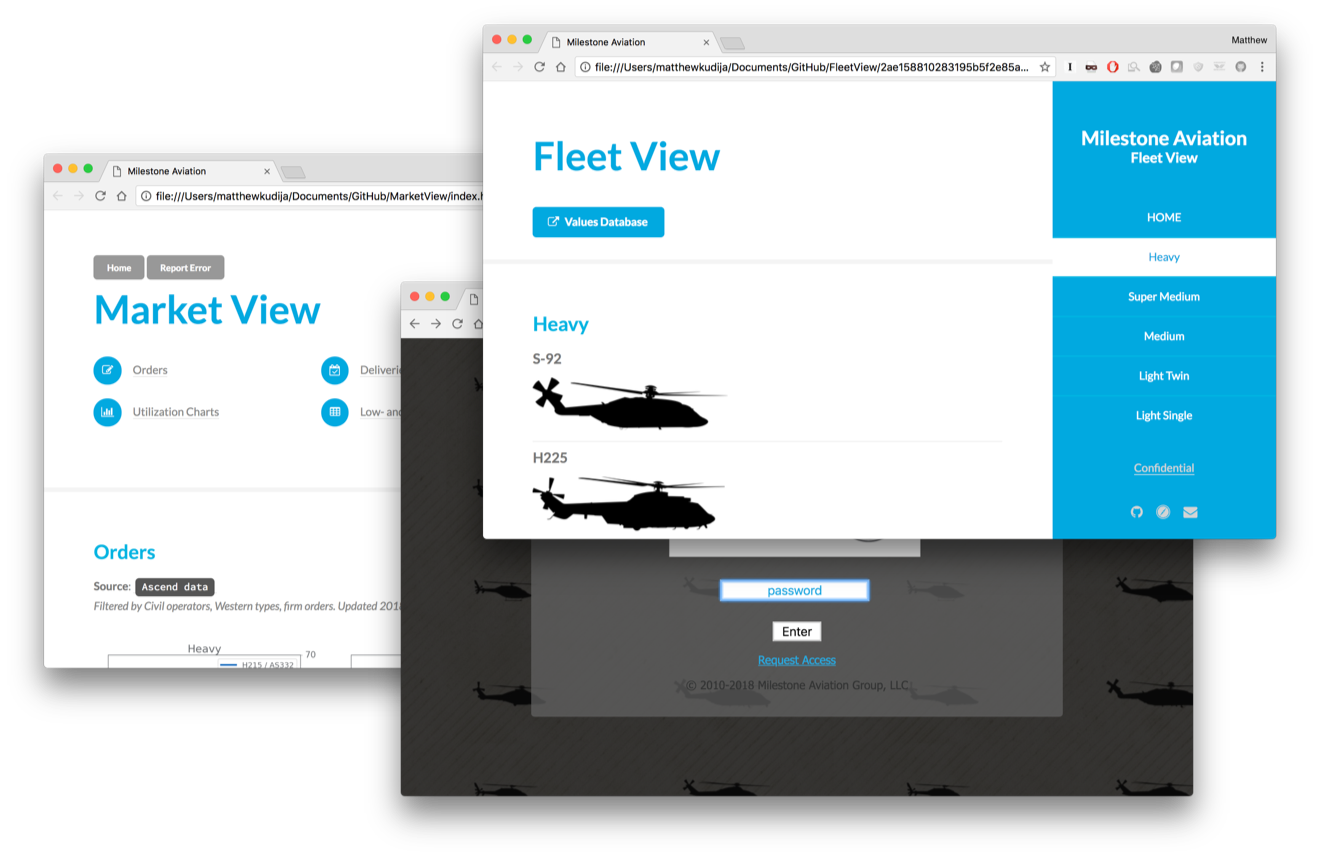 Milestone Aviation
Matthew
file:///Users/matthewkudija/Documents/GitHub/FleetView/2ae158810283195b5f2e85a...
Fleet View
Values Database
Heavy
S-92
H225
Milestone Aviation
Fleet View
HOME
Heavy
Super Medium
Medium
Light Twin
Light Single
Confidential
Milestone Aviation
file:///Users/matthewkudija/Documents/GitHub/MarketView/index.h
Home
Report Error
Market View
Orders
Deliverie
Utilization Charts
Low- an
Orders
Source: Ascend data
Filtered by Civil operators, Western types, firm orders. Updated 2018
Heavy
70
H215 / AS332
password
Enter
Request Access
© 2010-2018 Milestone Aviation Group, LLC